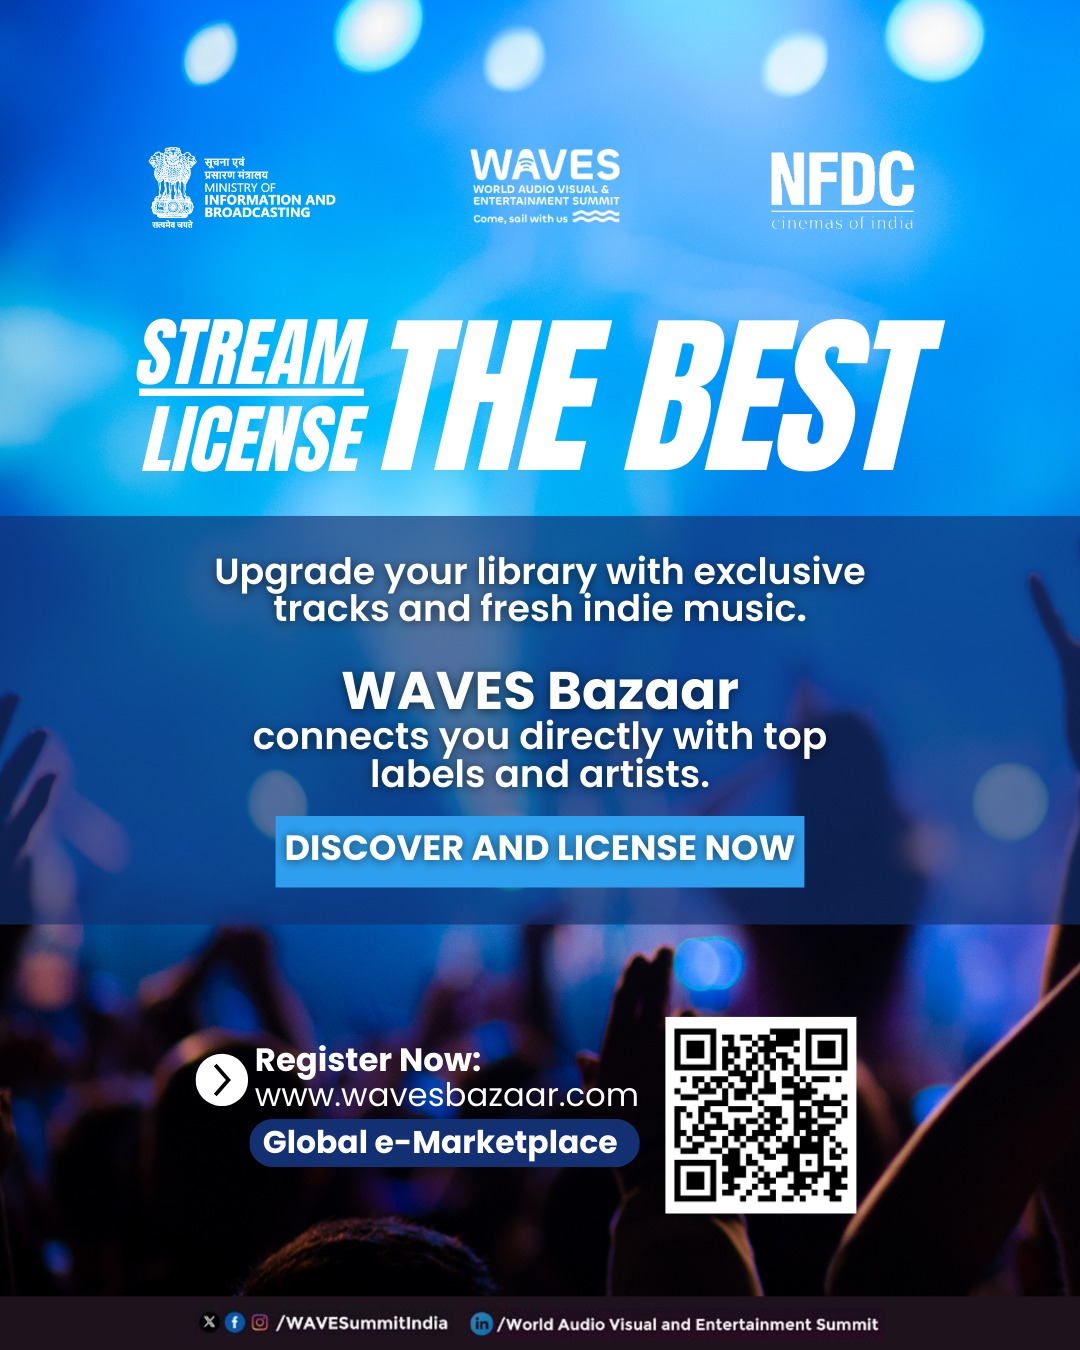 सूचना एवं
प्रसारण मंत्रालय
MINISTRY OF
INFORMATION AND
BROADCASTING
सत्यमेव जयते
WAVES
WORLD AUDIO VISUAL &
ENTERTAINMENT SUMMIT
Come, sail with us
NFDC
cinemas of india
STREAM
LICENSE
THE BEST
Upgrade your library with exclusive
tracks and fresh indie music.
WAVES Bazaar
connects you directly with top
labels and artists.
DISCOVER AND LICENSE NOW
Register Now:
www.wavesbazaar.com
Global e-Marketplace
/WAVESummitIndia
/World Audio Visual and Entertainment Summit